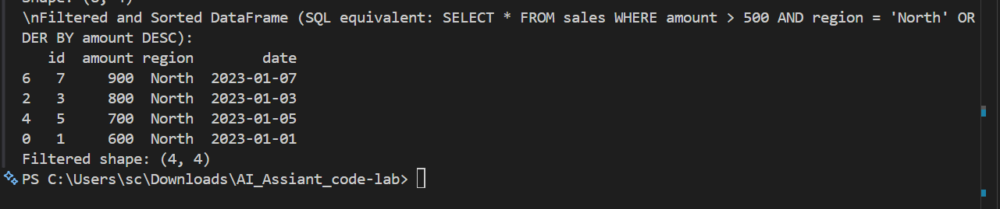 \nFiltered and Sorted DataFrame (SQL equivalent: SELECT * FROM sales WHERE amount > 500 AND region = 'North' OR
DER BY amount DESC):
   id  amount region        date
6   7     900  North  2023-01-07
2   3     800  North  2023-01-03
4   5     700  North  2023-01-05
0   1     600  North  2023-01-01
Filtered shape: (4, 4)
PS C:\Users\sc\Downloads\AI_Assiant_code-lab>